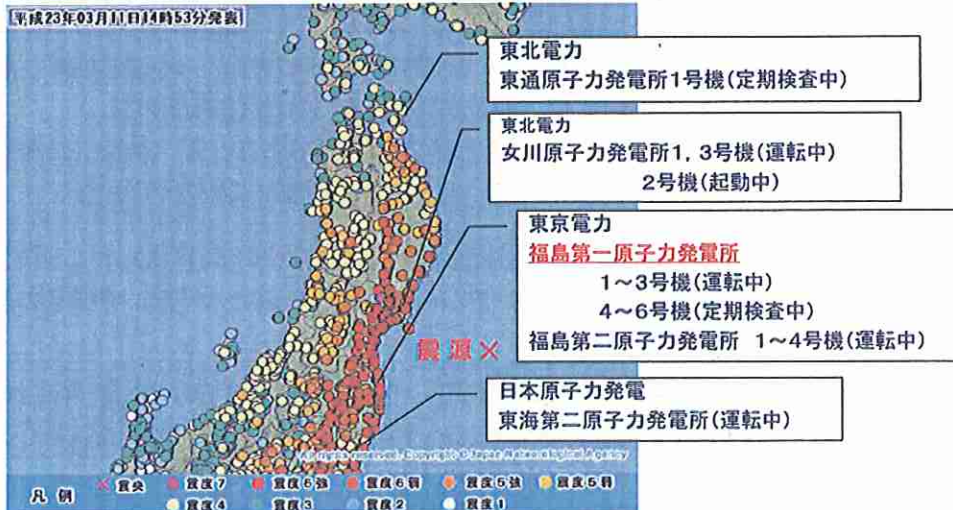 平成23年03月11日14時53分発表
東北電力
東通原子力発電所1号機(定期検査中)
東北電力
女川原子力発電所1,3号機(運転中)
2号機(起動中)
東京電力
福島第一原子力発電所
1～3号機(運転中)
4～6号機(定期検査中)
福島第二原子力発電所 1～4号機(運転中)
震源×
日本原子力発電
東海第二原子力発電所(運転中)
All rights reserved. Copyright © Japan Meteorological Agency
凡例
×震央 震度7 震度6強 震度6弱 震度5強 震度5弱
震度4 震度3 震度2 震度1